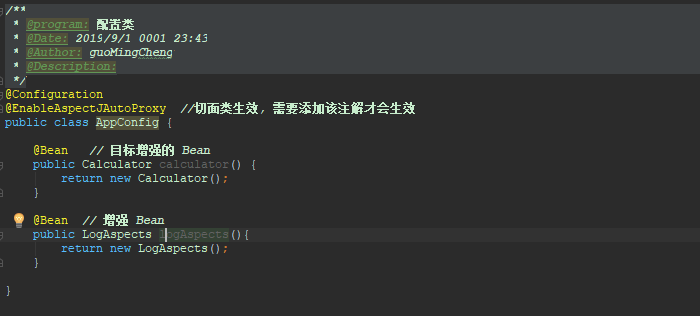 /**
* @program: 配置类
* @Date: 2019/9/1 0001 23:43
* @Author: guoMingCheng
* @Description:
*/
@Configuration
@EnableAspectJAutoProxy //切面类生效, 需要添加该注解才会生效
public class AppConfig {
@Bean // 目标增强的 Bean
public Calculator calculator() {
return new Calculator();
}
@Bean // 增强 Bean
public LogAspects logAspects(){
return new LogAspects();
}
}